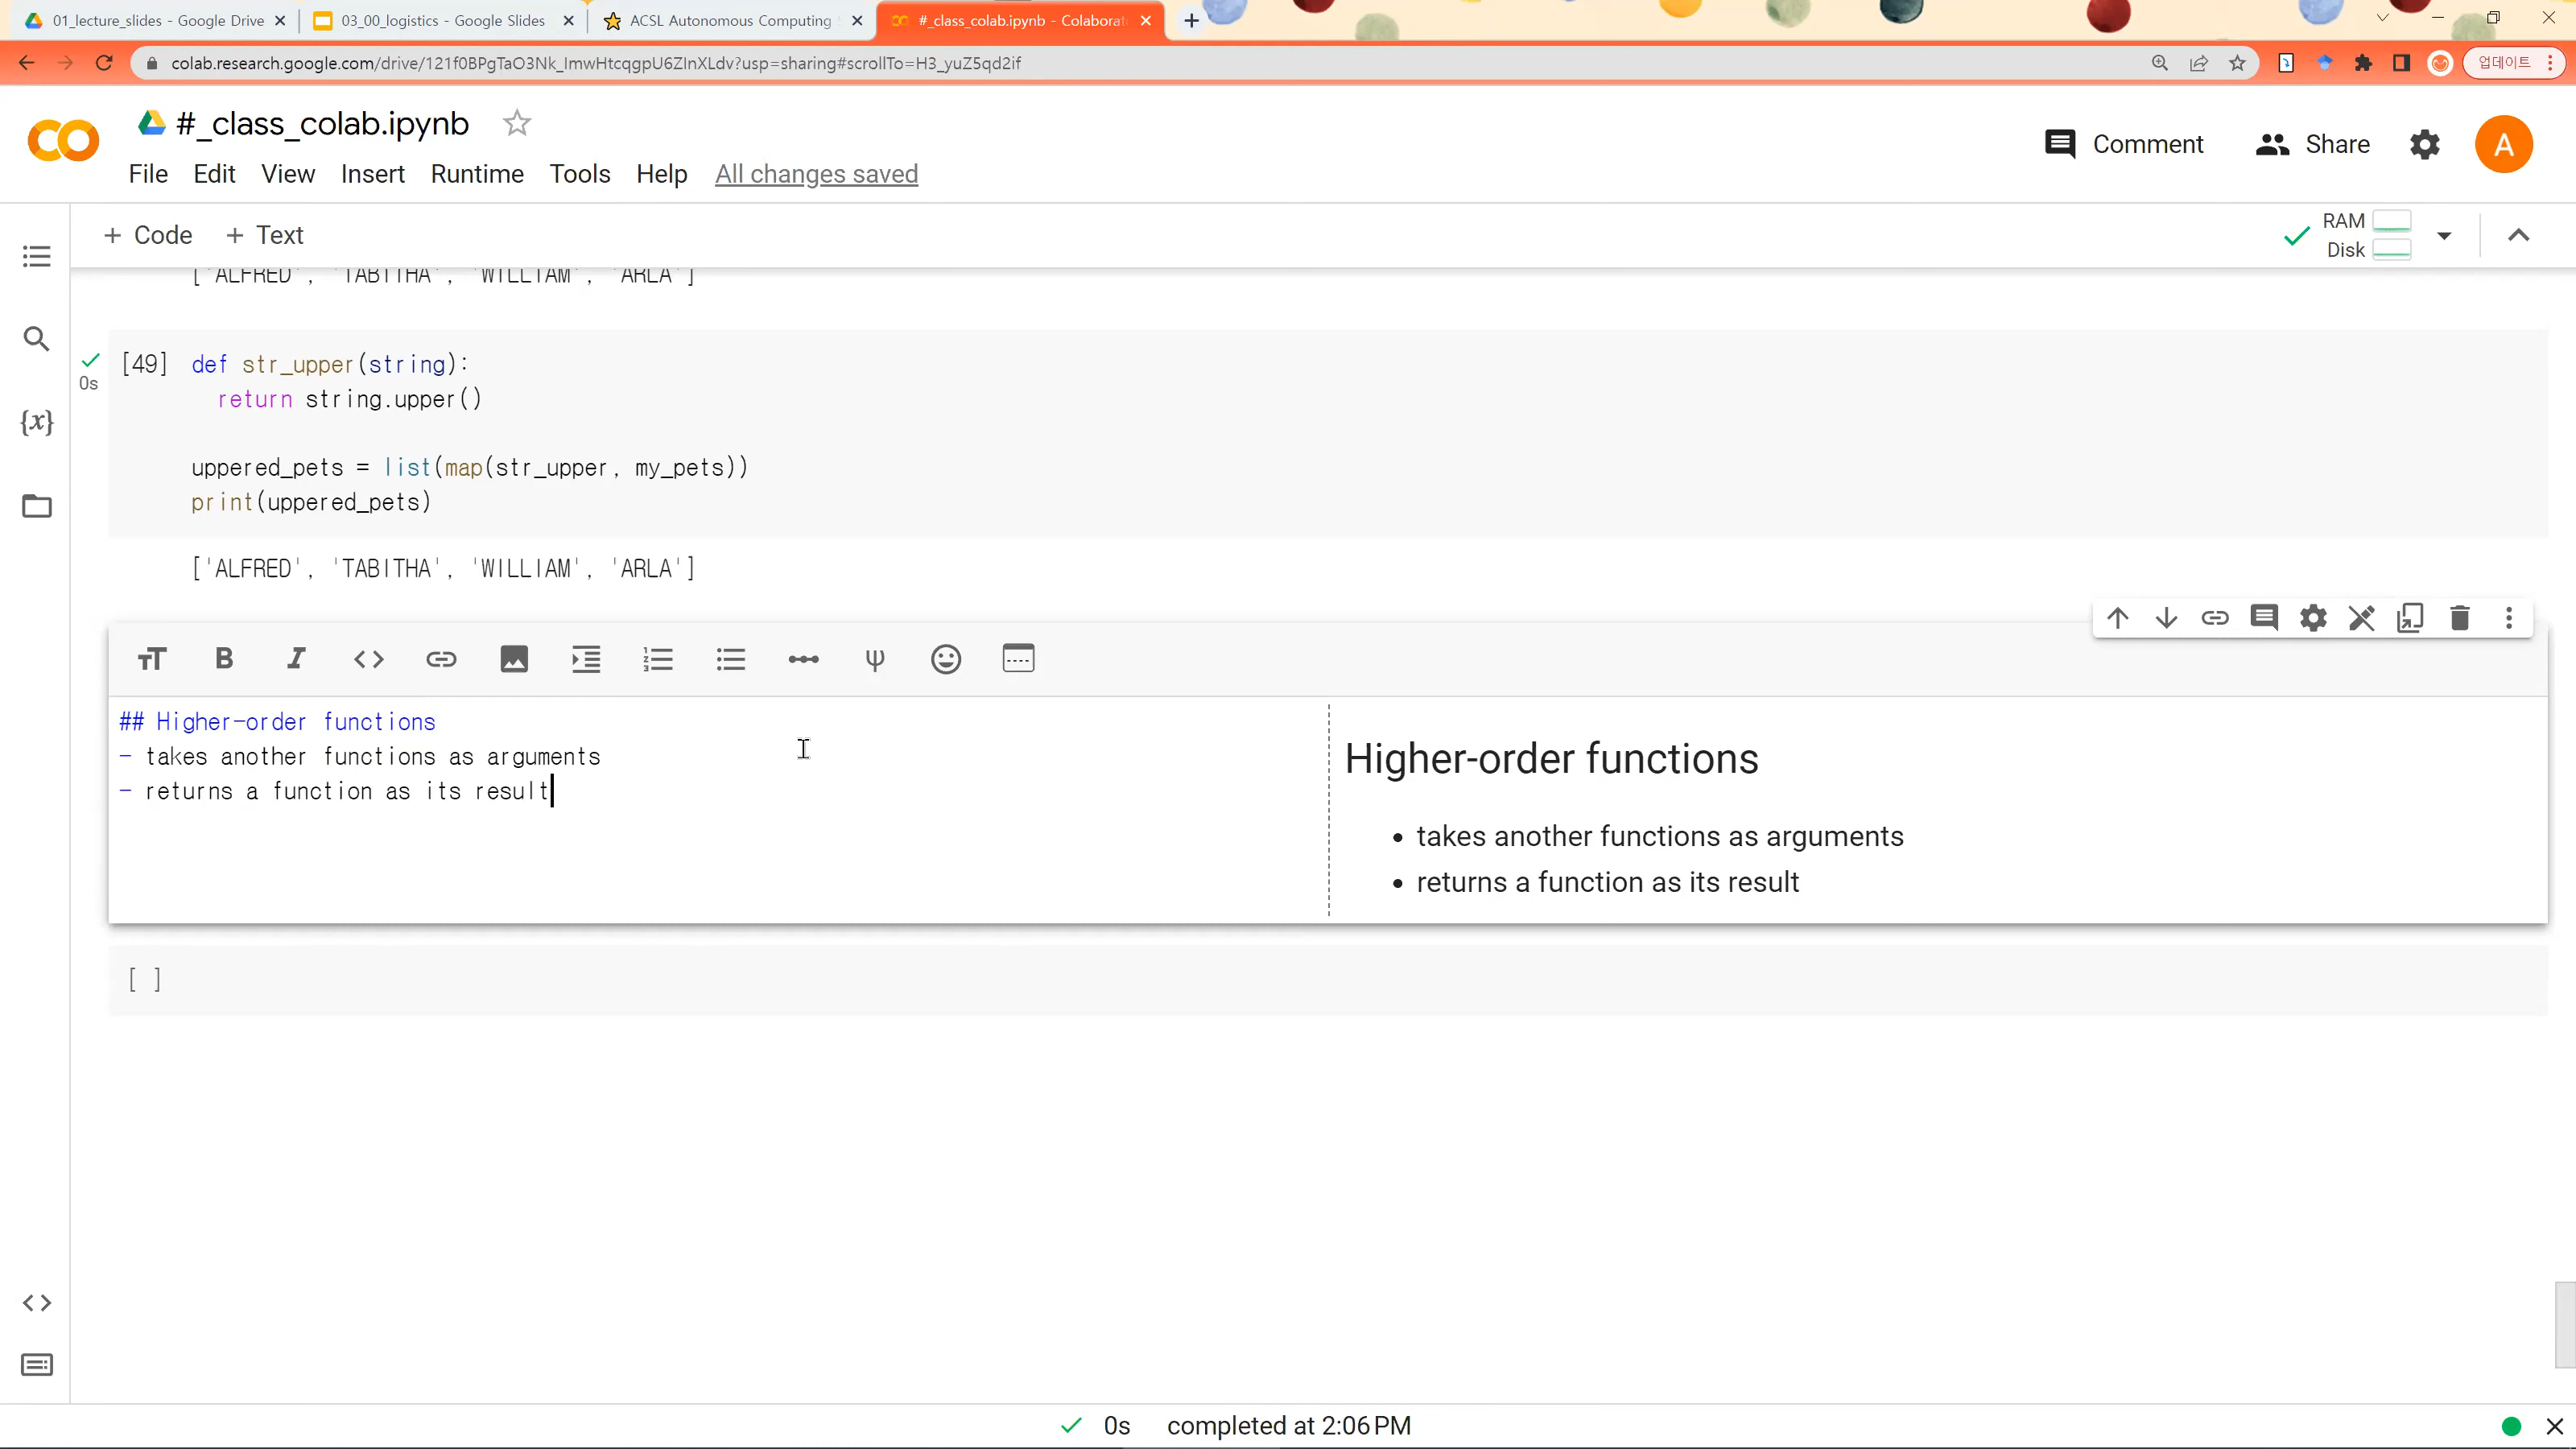 01_lecture_slides - Google Drive
03_00_logistics - Google Slides
ACSL Autonomous Computing
#_class_colab.ipynb - Colaborat
colab.research.google.com/drive/121f0BPgTaO3Nk_ImwHtcqgpU6ZInXLdv?usp=sharing#scrollTo=H3_yuZ5qd2if
업데이트
#_class_colab.ipynb
Comment
Share
A
File Edit View Insert Runtime Tools Help All changes saved
+ Code + Text
RAM
Disk
['ALFRED', 'TABITHA', 'WILLIAM', 'ARLA']
{x}
0s
[49] def str_upper(string):
return string.upper()
uppered_pets = list(map(str_upper, my_pets))
print(uppered_pets)
['ALFRED', 'TABITHA', 'WILLIAM', 'ARLA']
## Higher-order functions
- takes another functions as arguments
- returns a function as its result
Higher-order functions
• takes another functions as arguments
• returns a function as its result
[ ]
0s completed at 2:06 PM